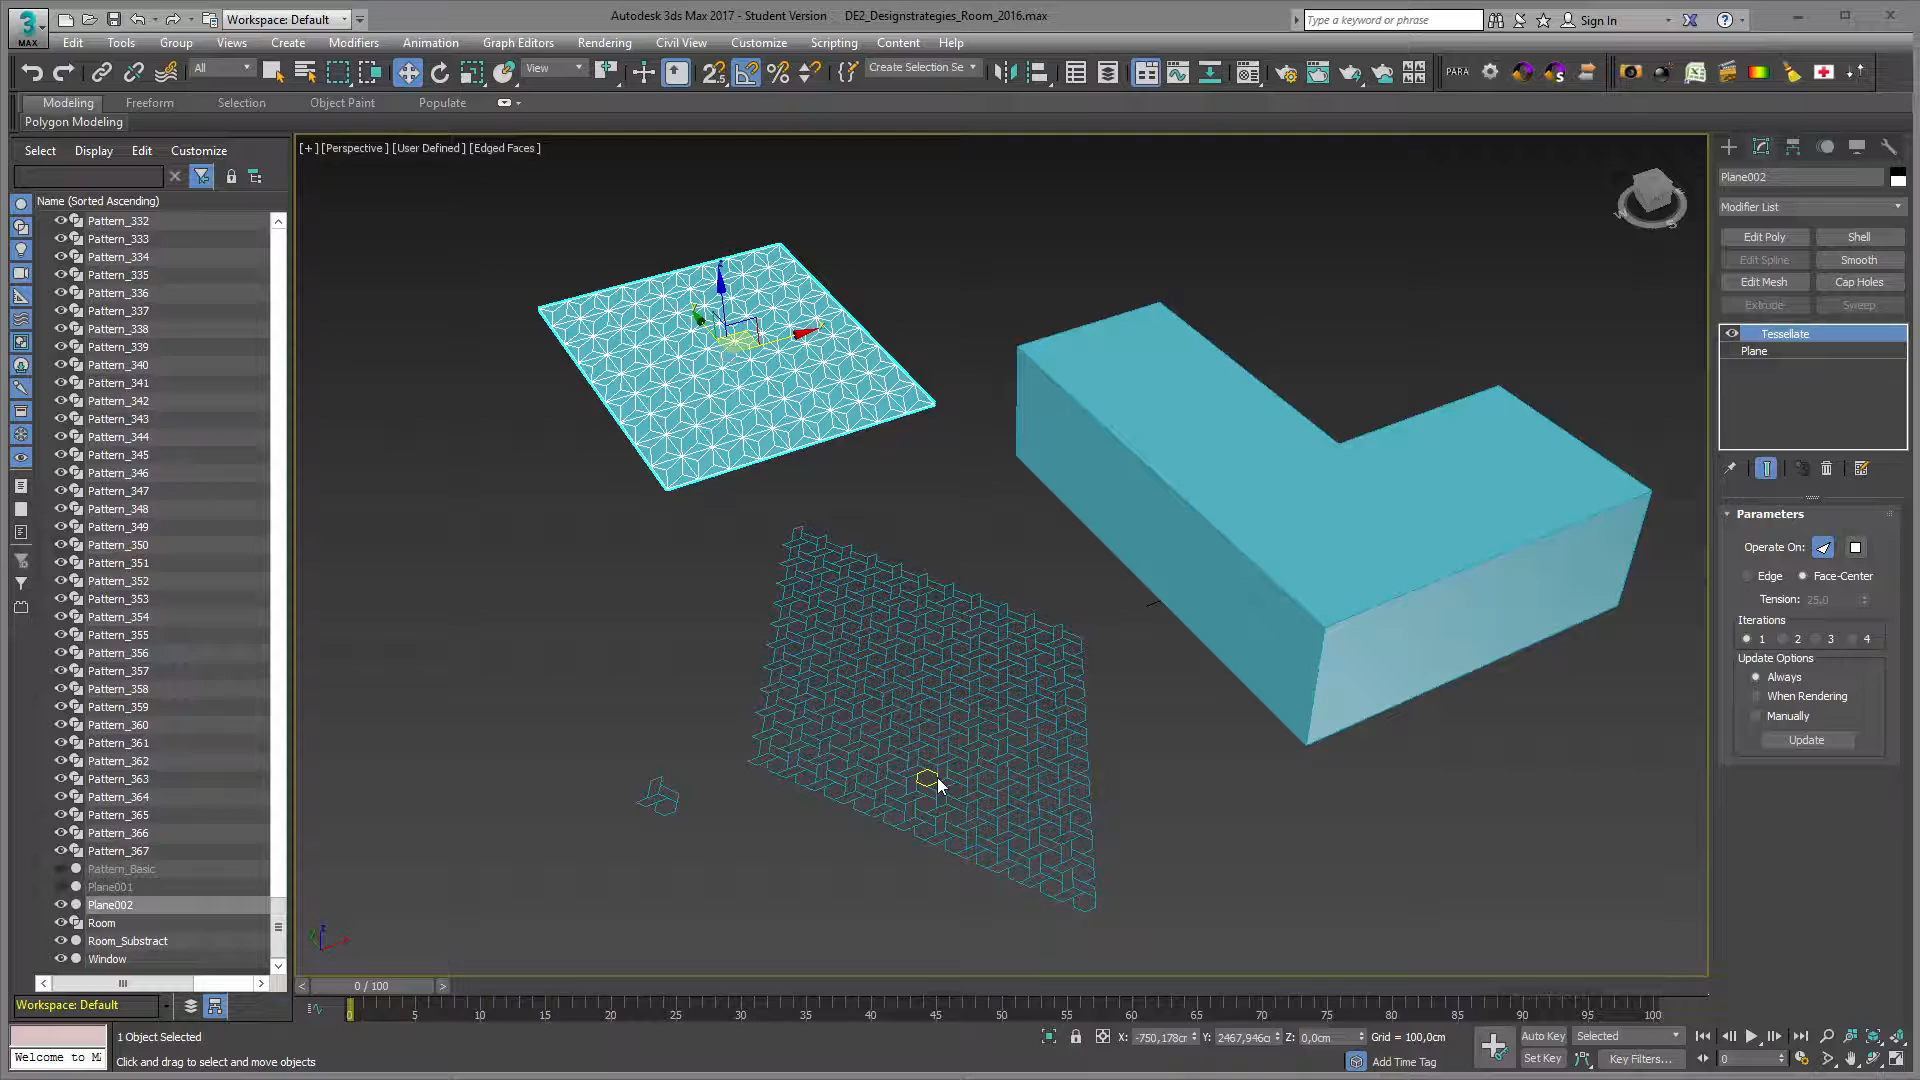 MAX
Workspace: Default
Autodesk 3ds Max 2017 - Student Version DE2_Designstrategies_Room_2016.max
Type a keyword or phrase
Sign In
Edit Tools Group Views Create Modifiers Animation Graph Editors Rendering Civil View Customize Scripting Content Help
All View Create Selection Se PARA
Modeling Freeform Selection Object Paint Populate
Polygon Modeling
Select Display Edit Customize
Name (Sorted Ascending)
Pattern_332
Pattern_333
Pattern_334
Pattern_335
Pattern_336
Pattern_337
Pattern_338
Pattern_339
Pattern_340
Pattern_341
Pattern_342
Pattern_343
Pattern_344
Pattern_345
Pattern_346
Pattern_347
Pattern_348
Pattern_349
Pattern_350
Pattern_351
Pattern_352
Pattern_353
Pattern_354
Pattern_355
Pattern_356
Pattern_357
Pattern_358
Pattern_359
Pattern_360
Pattern_361
Pattern_362
Pattern_363
Pattern_364
Pattern_365
Pattern_366
Pattern_367
Pattern_Basic
Plane001
Plane002
Room
Room_Substract
Window
[+] [Perspective] [User Defined] [Edged Faces]
Plane002
Modifier List
Edit Poly Shell
Edit Spline Smooth
Edit Mesh Cap Holes
Extrude Sweep
Tessellate
Plane
Parameters
Operate On:
Edge Face-Center
Tension: 25,0
Iterations
1 2 3 4
Update Options
Always
When Rendering
Manually
Update
0 / 100
Workspace: Default
0 5 10 15 20 25 30 35 40 45 50 55 60 65 70 75 80 85 90 95 100
1 Object Selected
X: -750,178cm Y: 2467,946c Z: 0,0cm Grid = 100,0cm
Auto Key Selected
Welcome to M
Click and drag to select and move objects
Add Time Tag
Set Key Key Filters... 0